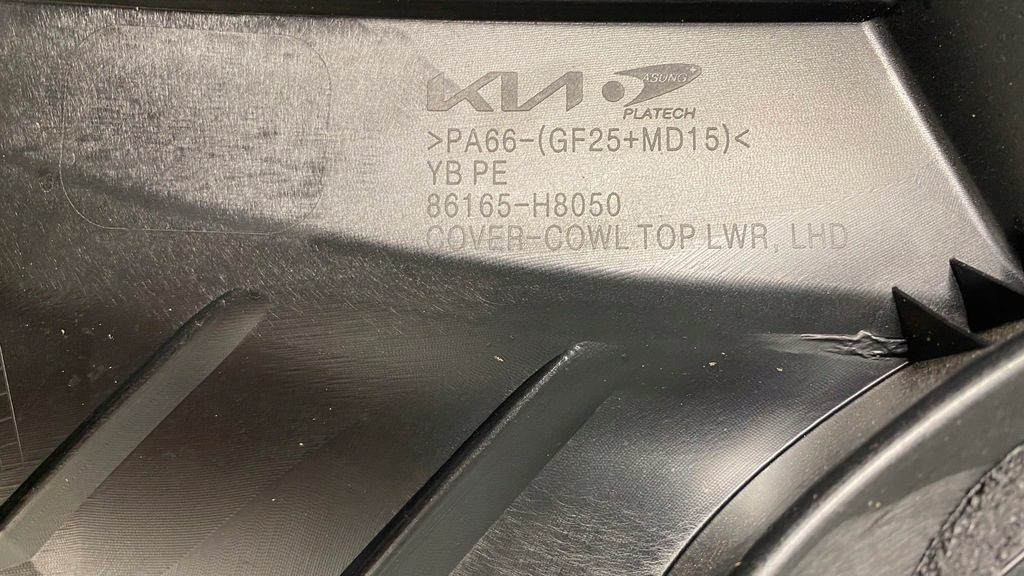 KIA ASUNG
PLATECH
>PA66-(GF25+MD15)<
YB PE
86165-H8050
COVER-COWL TOP LWR, LHD